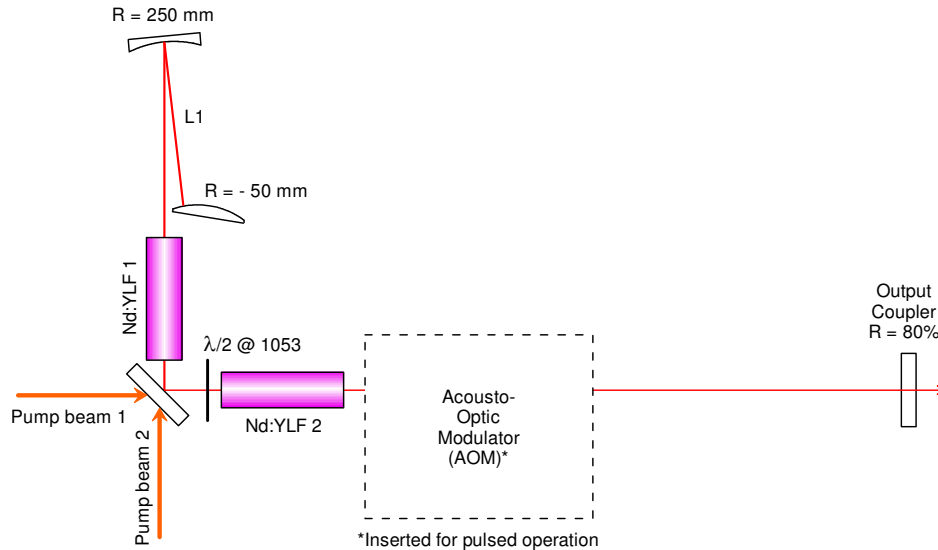 R = 250 mm
L1
R = - 50 mm
Nd:YLF 1
λ/2 @ 1053
Nd:YLF 2
Pump beam 1
Pump beam 2
Acousto-
Optic
Modulator
(AOM)*
Output
Coupler
R = 80%
*Inserted for pulsed operation